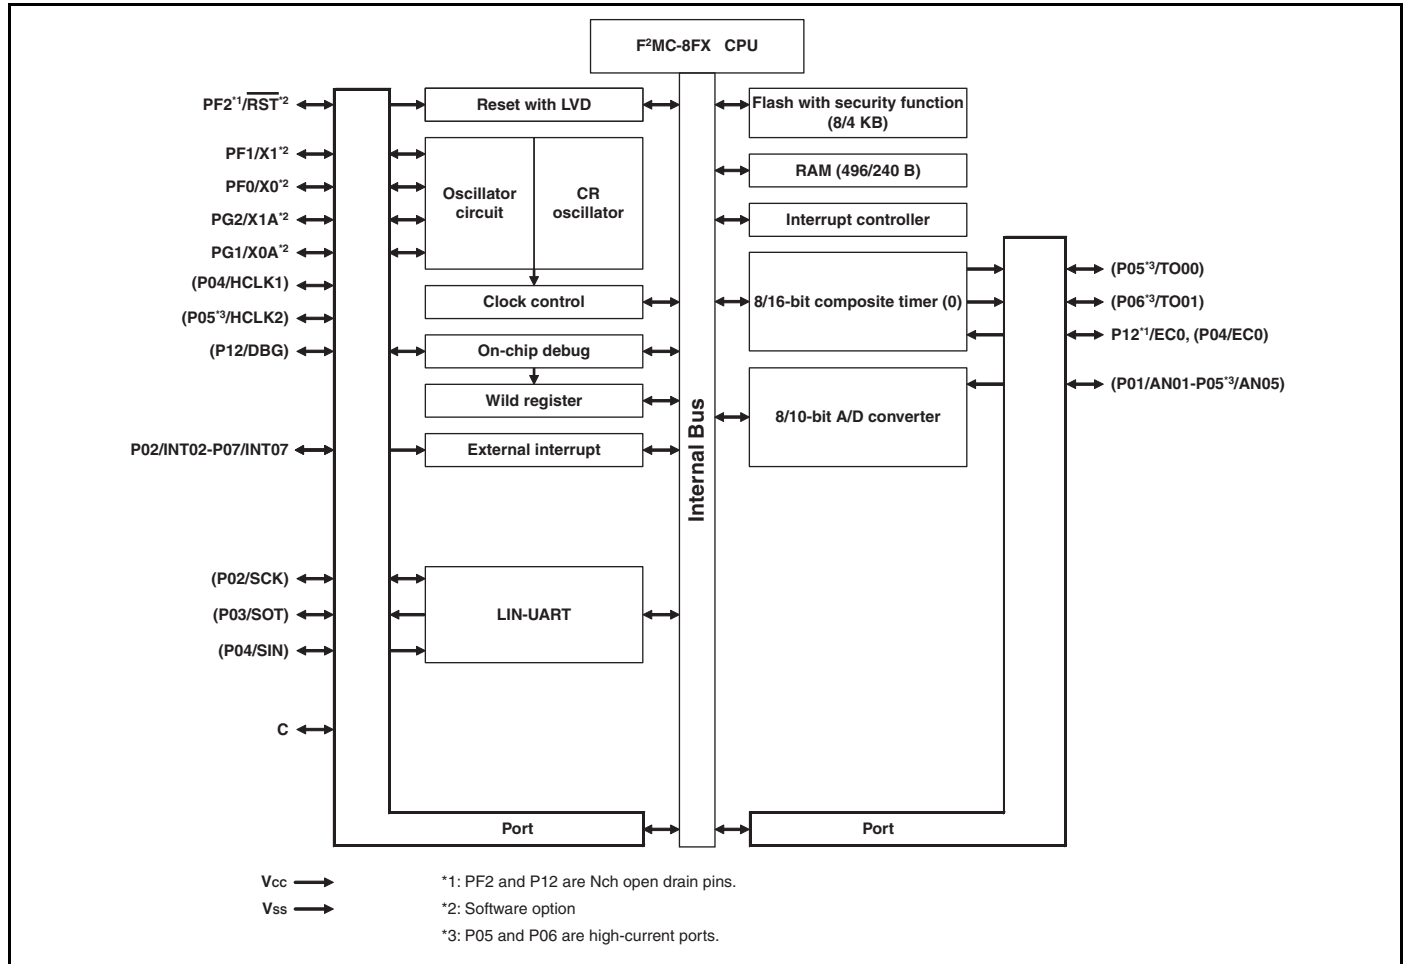 F²MC-8FX CPU
PF2*1/RST*2
PF1/X1*2
PF0/X0*2
PG2/X1A*2
PG1/X0A*2
(P04/HCLK1)
(P05*3/HCLK2)
(P12/DBG)
P02/INT02-P07/INT07
(P02/SCK)
(P03/SOT)
(P04/SIN)
C
Reset with LVD
Oscillator
circuit
CR
oscillator
Clock control
On-chip debug
Wild register
External interrupt
LIN-UART
Port
Internal Bus
Flash with security function
(8/4 KB)
RAM (496/240 B)
Interrupt controller
8/16-bit composite timer (0)
8/10-bit A/D converter
Port
(P05*3/TO00)
(P06*3/TO01)
P12*1/EC0, (P04/EC0)
(P01/AN01-P05*3/AN05)
Vcc
Vss
*1: PF2 and P12 are Nch open drain pins.
*2: Software option
*3: P05 and P06 are high-current ports.